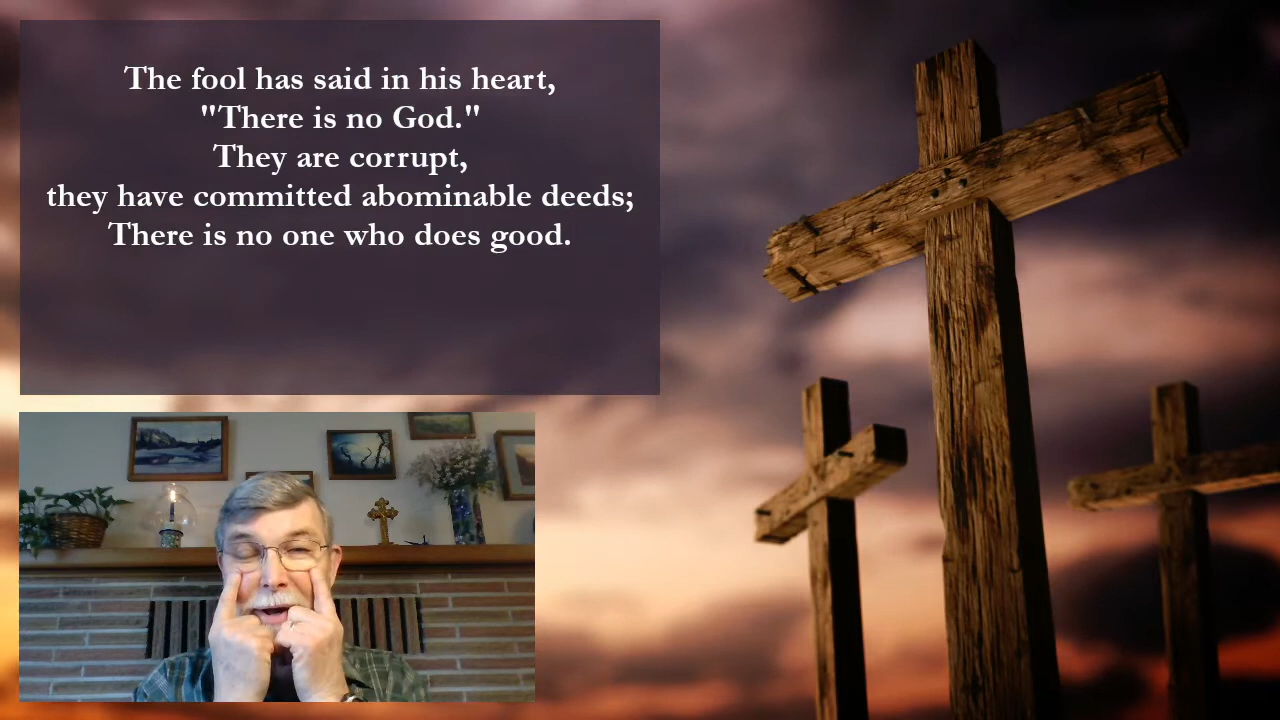 The fool has said in his heart,
"There is no God."
They are corrupt,
they have committed abominable deeds;
There is no one who does good.